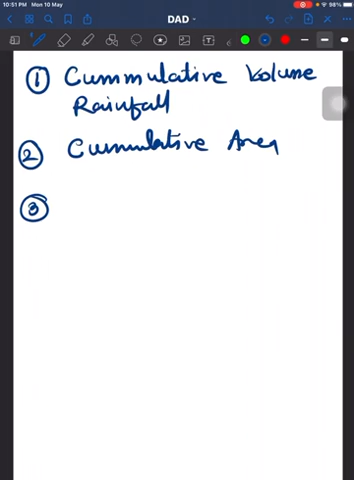 10:51 PM Mon 10 May
98%
DAD
① Cummulative Volume
Rainfall
② Cummulative Area
③